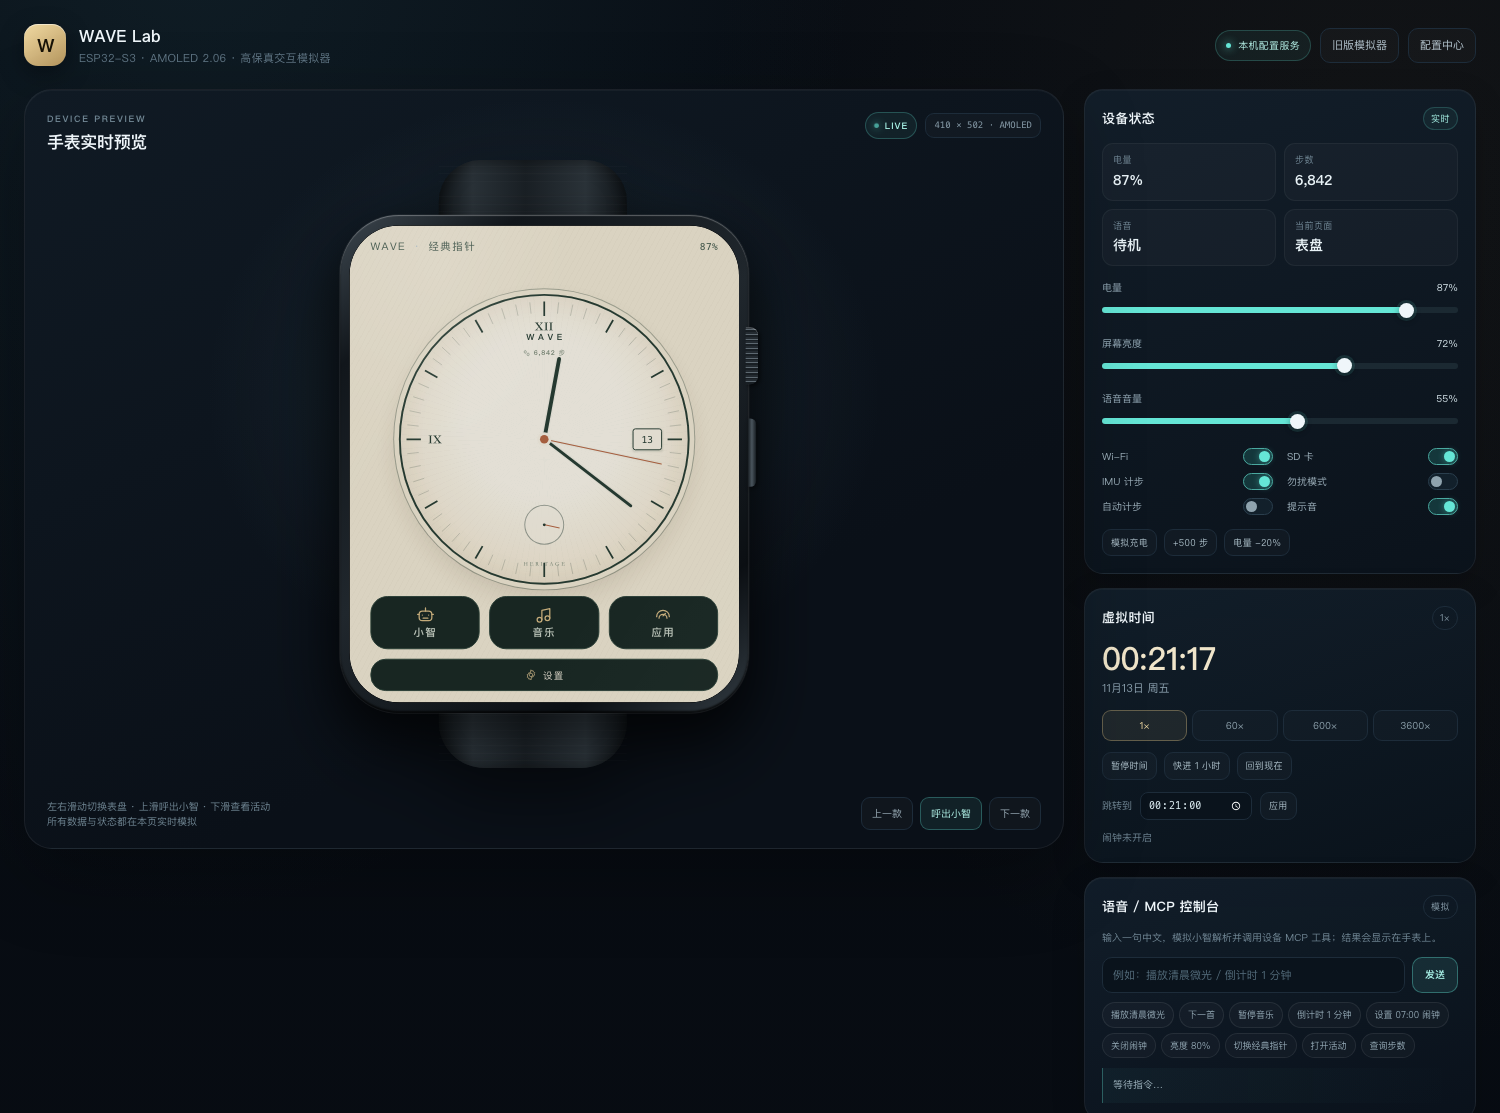 W
WAVE Lab
ESP32-S3 · AMOLED 2.06 · 高保真交互模拟器
本机配置服务
旧版模拟器
配置中心
DEVICE PREVIEW
手表实时预览
LIVE
410 × 502 · AMOLED
WAVE · 经典指针
87%
XII
WAVE
6,842 步
IX
13
HERITAGE
小智
音乐
应用
设置
左右滑动切换表盘 · 上滑呼出小智 · 下滑查看活动
所有数据与状态都在本页实时模拟
上一款
呼出小智
下一款
设备状态
实时
电量
87%
步数
6,842
语音
待机
当前页面
表盘
电量
87%
屏幕亮度
72%
语音音量
55%
Wi-Fi
SD 卡
IMU 计步
勿扰模式
自动计步
提示音
模拟充电
+500 步
电量 -20%
虚拟时间
1×
00:21:17
11月13日 周五
1×
60×
600×
3600×
暂停时间
快进 1 小时
回到现在
跳转到
00:21:00
应用
闹钟未开启
语音 / MCP 控制台
模拟
输入一句中文，模拟小智解析并调用设备 MCP 工具；结果会显示在手表上。
例如：播放清晨微光 / 倒计时 1 分钟
发送
播放清晨微光
下一首
暂停音乐
倒计时 1 分钟
设置 07:00 闹钟
关闭闹钟
亮度 80%
切换经典指针
打开活动
查询步数
等待指令...